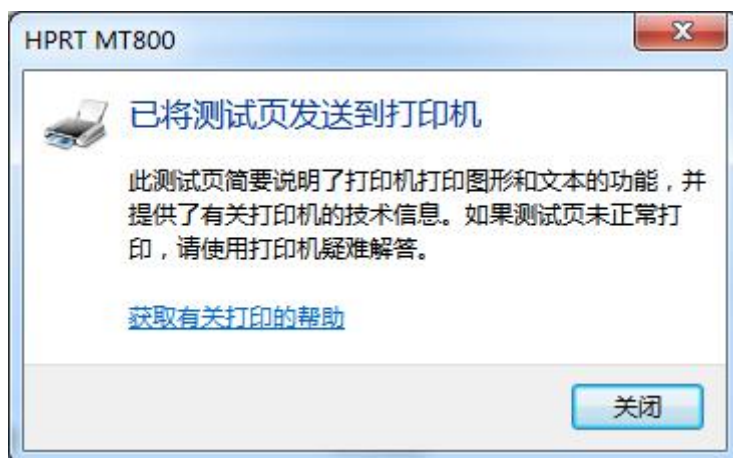 HPRT MT800
已将测试页发送到打印机
此测试页简要说明了打印机打印图形和文本的功能，并
提供了有关打印机的技术信息。如果测试页未正常打
印，请使用打印机疑难解答。
获取有关打印的帮助
关闭